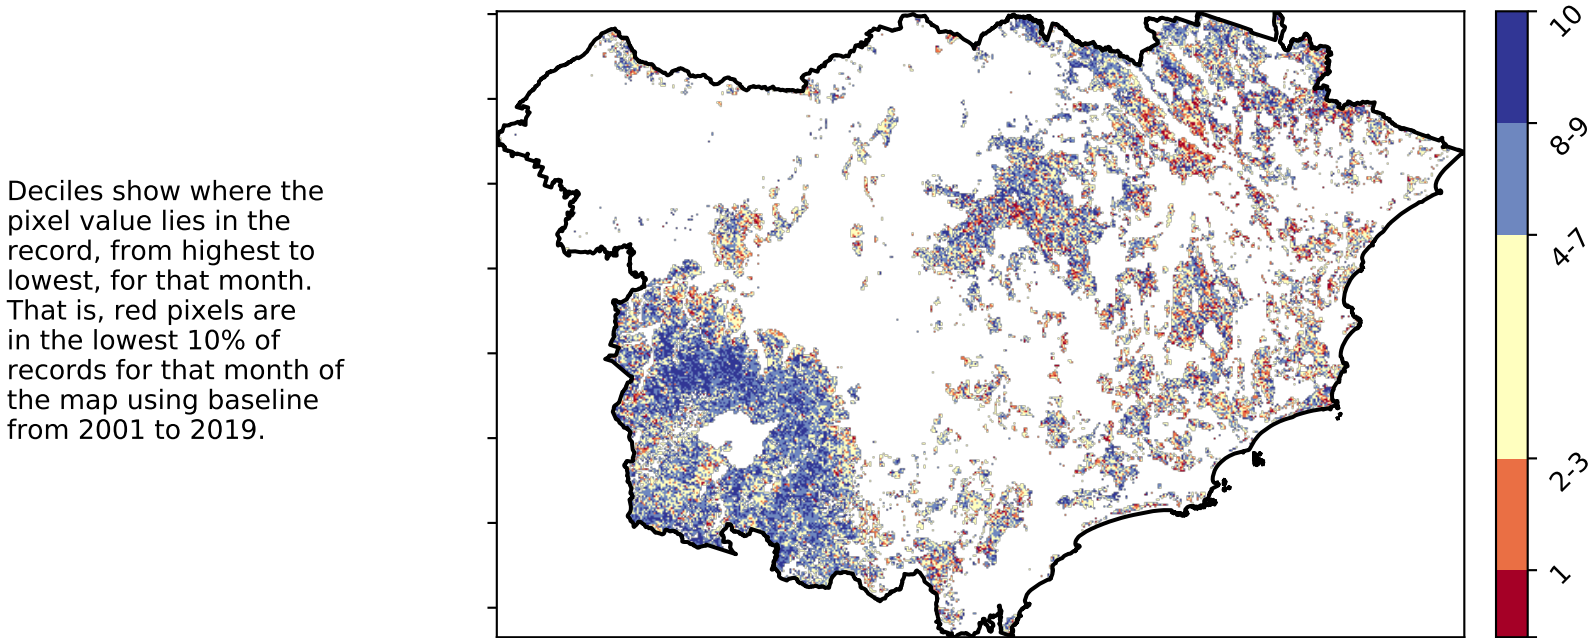 Deciles show where the
pixel value lies in the
record, from highest to
lowest, for that month.
That is, red pixels are
in the lowest 10% of
records for that month of
the map using baseline
from 2001 to 2019.
10
8-9
4-7
2-3
1